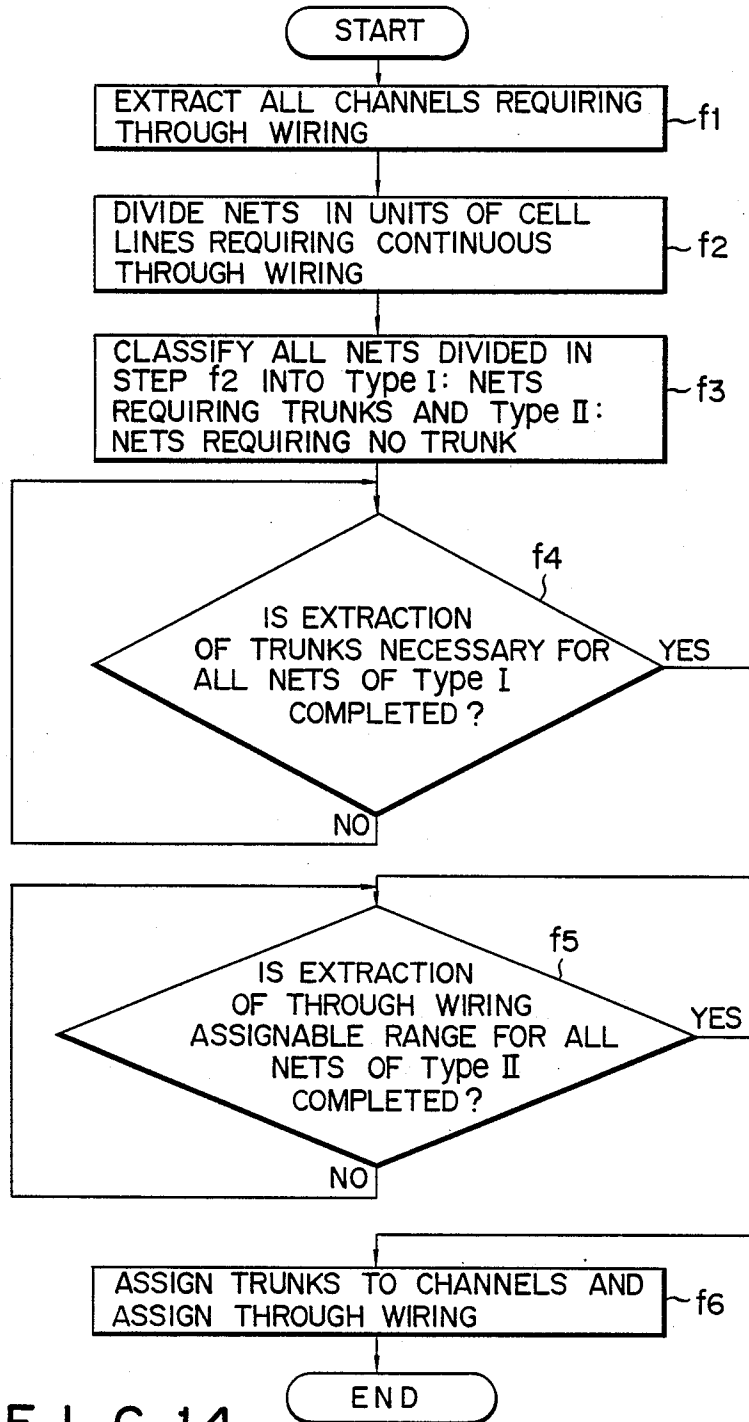 START
EXTRACT ALL CHANNELS REQUIRING
THROUGH WIRING
f1
DIVIDE NETS IN UNITS OF CELL
LINES REQUIRING CONTINUOUS
THROUGH WIRING
f2
CLASSIFY ALL NETS DIVIDED IN
STEP f2 INTO Type I: NETS
REQUIRING TRUNKS AND Type II:
NETS REQUIRING NO TRUNK
f3
f4
IS EXTRACTION
OF TRUNKS NECESSARY FOR
ALL NETS OF Type I
COMPLETED?
YES
NO
f5
IS EXTRACTION
OF THROUGH WIRING
ASSIGNABLE RANGE FOR ALL
NETS OF Type II
COMPLETED?
YES
NO
ASSIGN TRUNKS TO CHANNELS AND
ASSIGN THROUGH WIRING
f6
END
F I G. 14